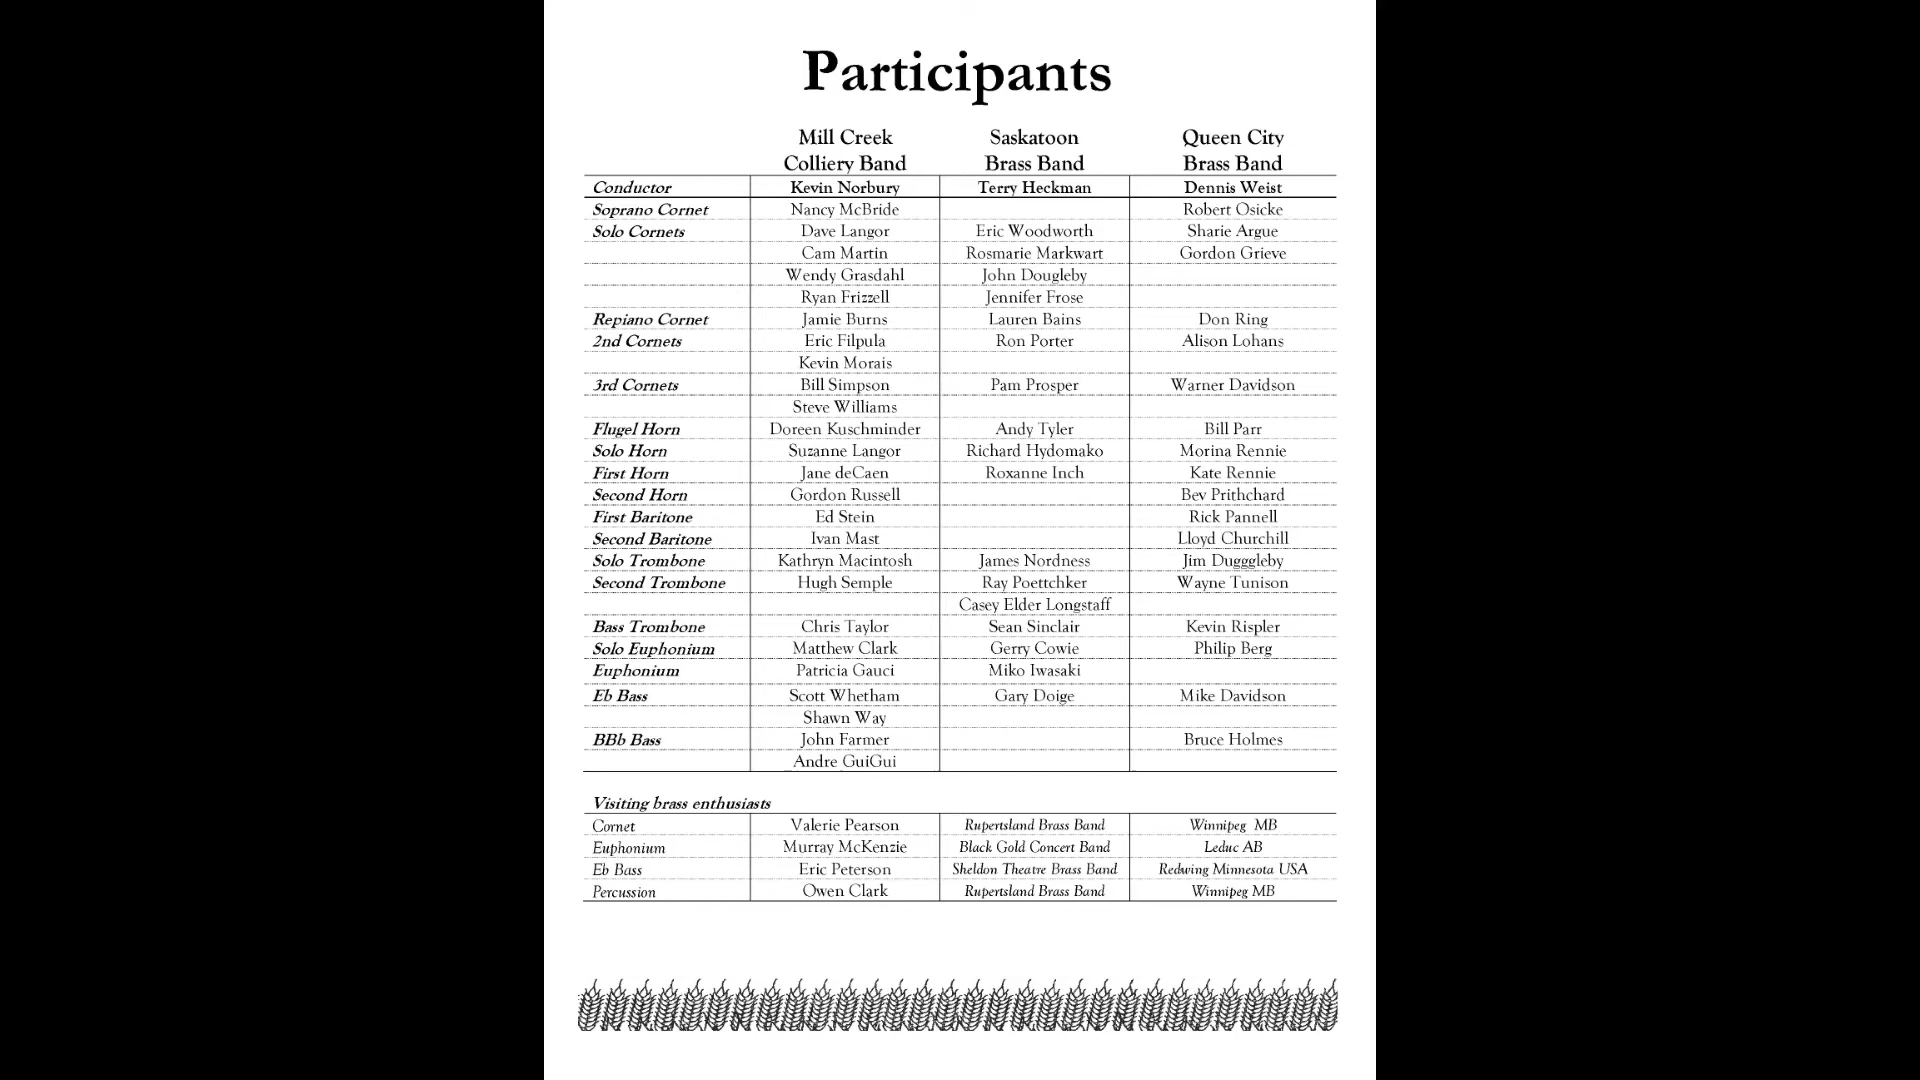 Participants
Mill Creek Saskatoon Queen City
Colliery Band Brass Band Brass Band
Conductor Kevin Norbury Terry Heckman Dennis Weist
Soprano Cornet Nancy McBride Robert Osicke
Solo Cornets Dave Langor Eric Woodworth Sharie Argue
Cam Martin Rosmarie Markwart Gordon Grieve
Wendy Grasdahl John Dougleby
Ryan Frizzell Jennifer Frose
Repiano Cornet Jamie Burns Lauren Bains Don Ring
2nd Cornets Eric Filpula Ron Porter Alison Lohans
Kevin Morais
3rd Cornets Bill Simpson Pam Prosper Warner Davidson
Steve Williams
Flugel Horn Doreen Kuschminder Andy Tyler Bill Parr
Solo Horn Suzanne Langor Richard Hydomako Morina Rennie
First Horn Jane deCaen Roxanne Inch Kate Rennie
Second Horn Gordon Russell Bev Prithchard
First Baritone Ed Stein Rick Pannell
Second Baritone Ivan Mast Lloyd Churchill
Solo Trombone Kathryn Macintosh James Nordness Jim Dugggleby
Second Trombone Hugh Semple Ray Poettchker Wayne Tunison
Casey Elder Longstaff
Bass Trombone Chris Taylor Sean Sinclair Kevin Rispler
Solo Euphonium Matthew Clark Gerry Cowie Philip Berg
Euphonium Patricia Gauci Miko Iwasaki
Eb Bass Scott Whetham Gary Doige Mike Davidson
Shawn Way
BBb Bass John Farmer Bruce Holmes
Andre GuiGui
Visiting brass enthusiasts
Cornet Valerie Pearson Rupertsland Brass Band Winnipeg MB
Euphonium Murray McKenzie Black Gold Concert Band Leduc AB
Eb Bass Eric Peterson Sheldon Theatre Brass Band Redwing Minnesota USA
Percussion Owen Clark Rupertsland Brass Band Winnipeg MB